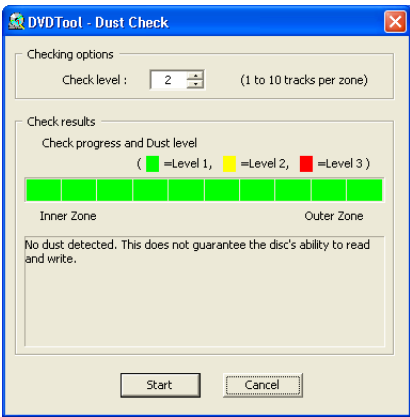 DVDTool - Dust Check
Checking options
Check level : 2 (1 to 10 tracks per zone)
Check results
Check progress and Dust level
( =Level 1, =Level 2, =Level 3 )
Inner Zone Outer Zone
No dust detected. This does not guarantee the disc's ability to read
and write.
Start Cancel